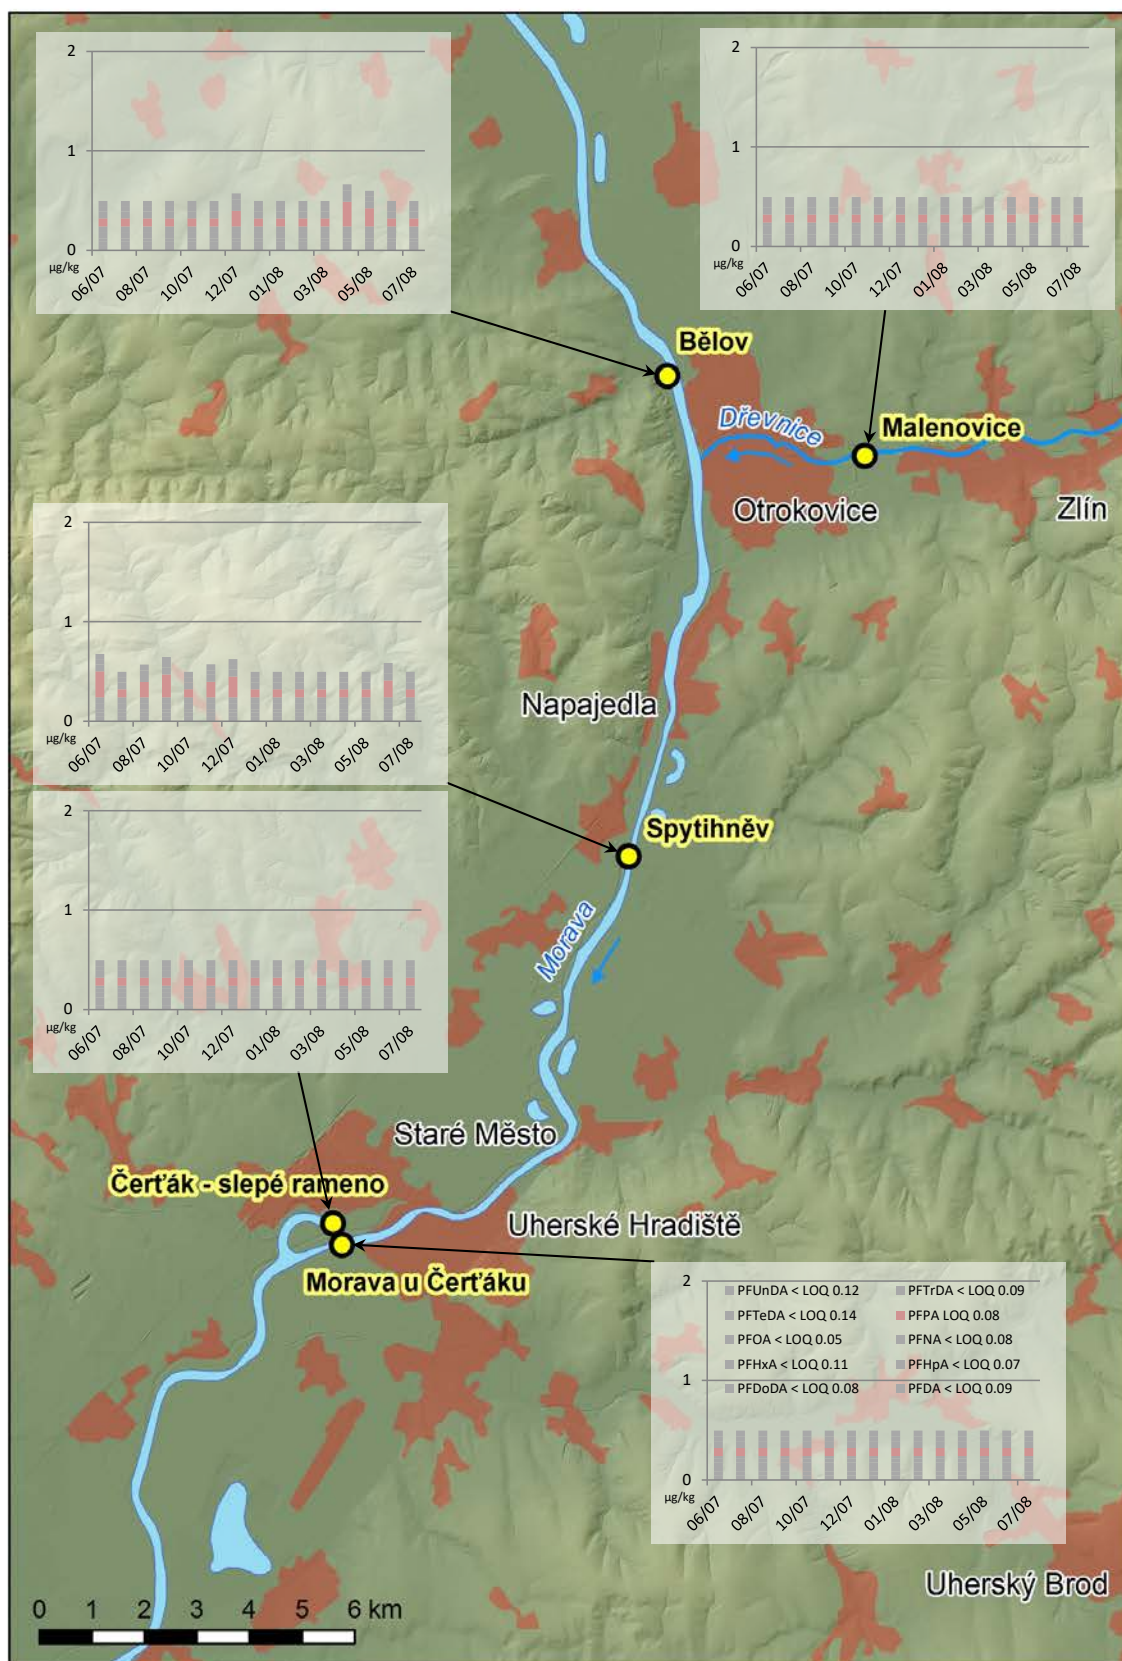 2
1
0
µg/kg
06/07
08/07
10/07
12/07
01/08
03/08
05/08
07/08
2
1
0
µg/kg
06/07
08/07
10/07
12/07
01/08
03/08
05/08
07/08
Bělov
Dřevnice
Malenovice
Otrokovice
Zlín
2
1
0
µg/kg
06/07
08/07
10/07
12/07
01/08
03/08
05/08
07/08
Napajedla
Spytihněv
Morava
2
1
0
µg/kg
06/07
08/07
10/07
12/07
01/08
03/08
05/08
07/08
Staré Město
Čerťák - slepé rameno
Uherské Hradiště
Morava u Čerťáku
2
1
0
µg/kg
PFUnDA < LOQ 0.12
PFTrDA < LOQ 0.09
PFTeDA < LOQ 0.14
PFPA LOQ 0.08
PFOA < LOQ 0.05
PFNA < LOQ 0.08
PFHxA < LOQ 0.11
PFHpA < LOQ 0.07
PFDoDA < LOQ 0.08
PFDA < LOQ 0.09
06/07
08/07
10/07
12/07
01/08
03/08
05/08
07/08
Uherský Brod
0 1 2 3 4 5 6 km